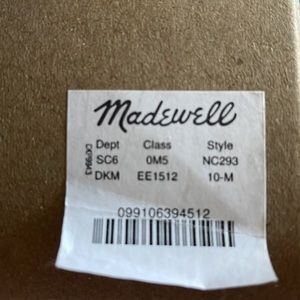 Madewell
Dept Class Style
SC6 0M5 NC293
DKM EE1512 10-M
099106394512